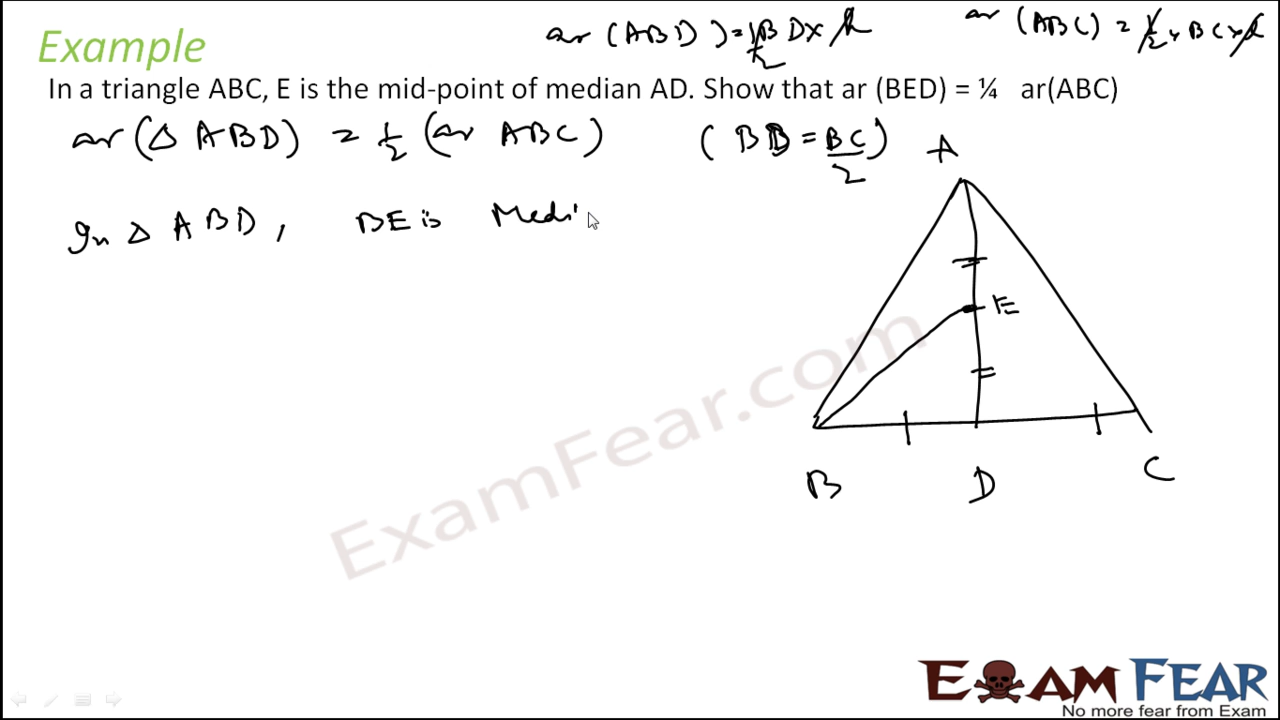 Example
ar (ABD) = 1/2 BD × h
ar (ABC) = 1/2 × BC × h
In a triangle ABC, E is the mid-point of median AD. Show that ar (BED) = ¼ ar(ABC)
ar (Δ ABD) = 1/2 (ar ABC) (BD = BC/2)
In Δ ABD, BE is Medi
A
E
B D C
ExamFear.com
EXAM FEAR
No more fear from Exam